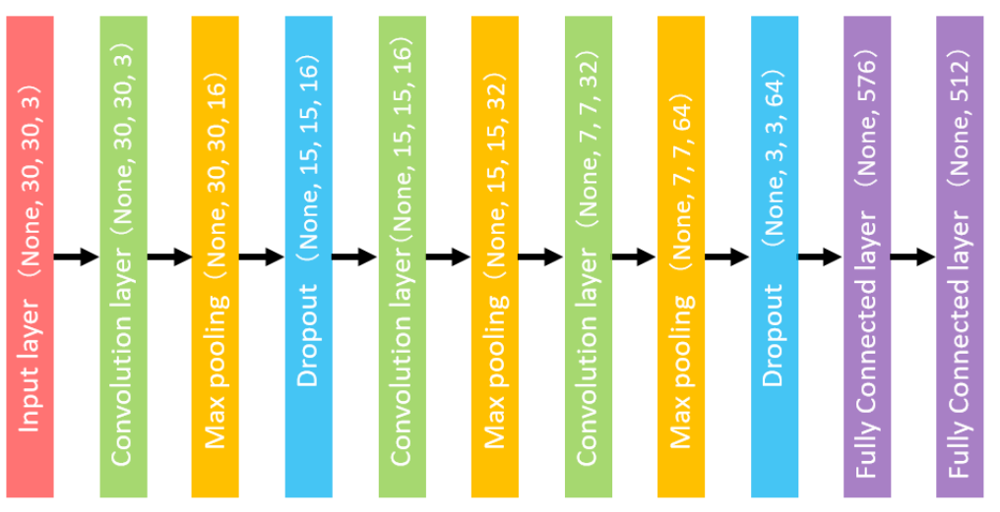 Input layer （None, 30, 30, 3）
Convolution layer（None, 30, 30, 3）
Max pooling（None, 30, 30, 16）
Dropout （None, 15, 15, 16）
Convolution layer(None, 15, 15, 16）
Max pooling（None, 15, 15, 32）
Convolution layer（None, 7, 7, 32）
Max pooling （None, 7, 7, 64）
Dropout （None, 3, 3, 64）
Fully Connected layer （None, 576）
Fully Connected layer （None, 512）